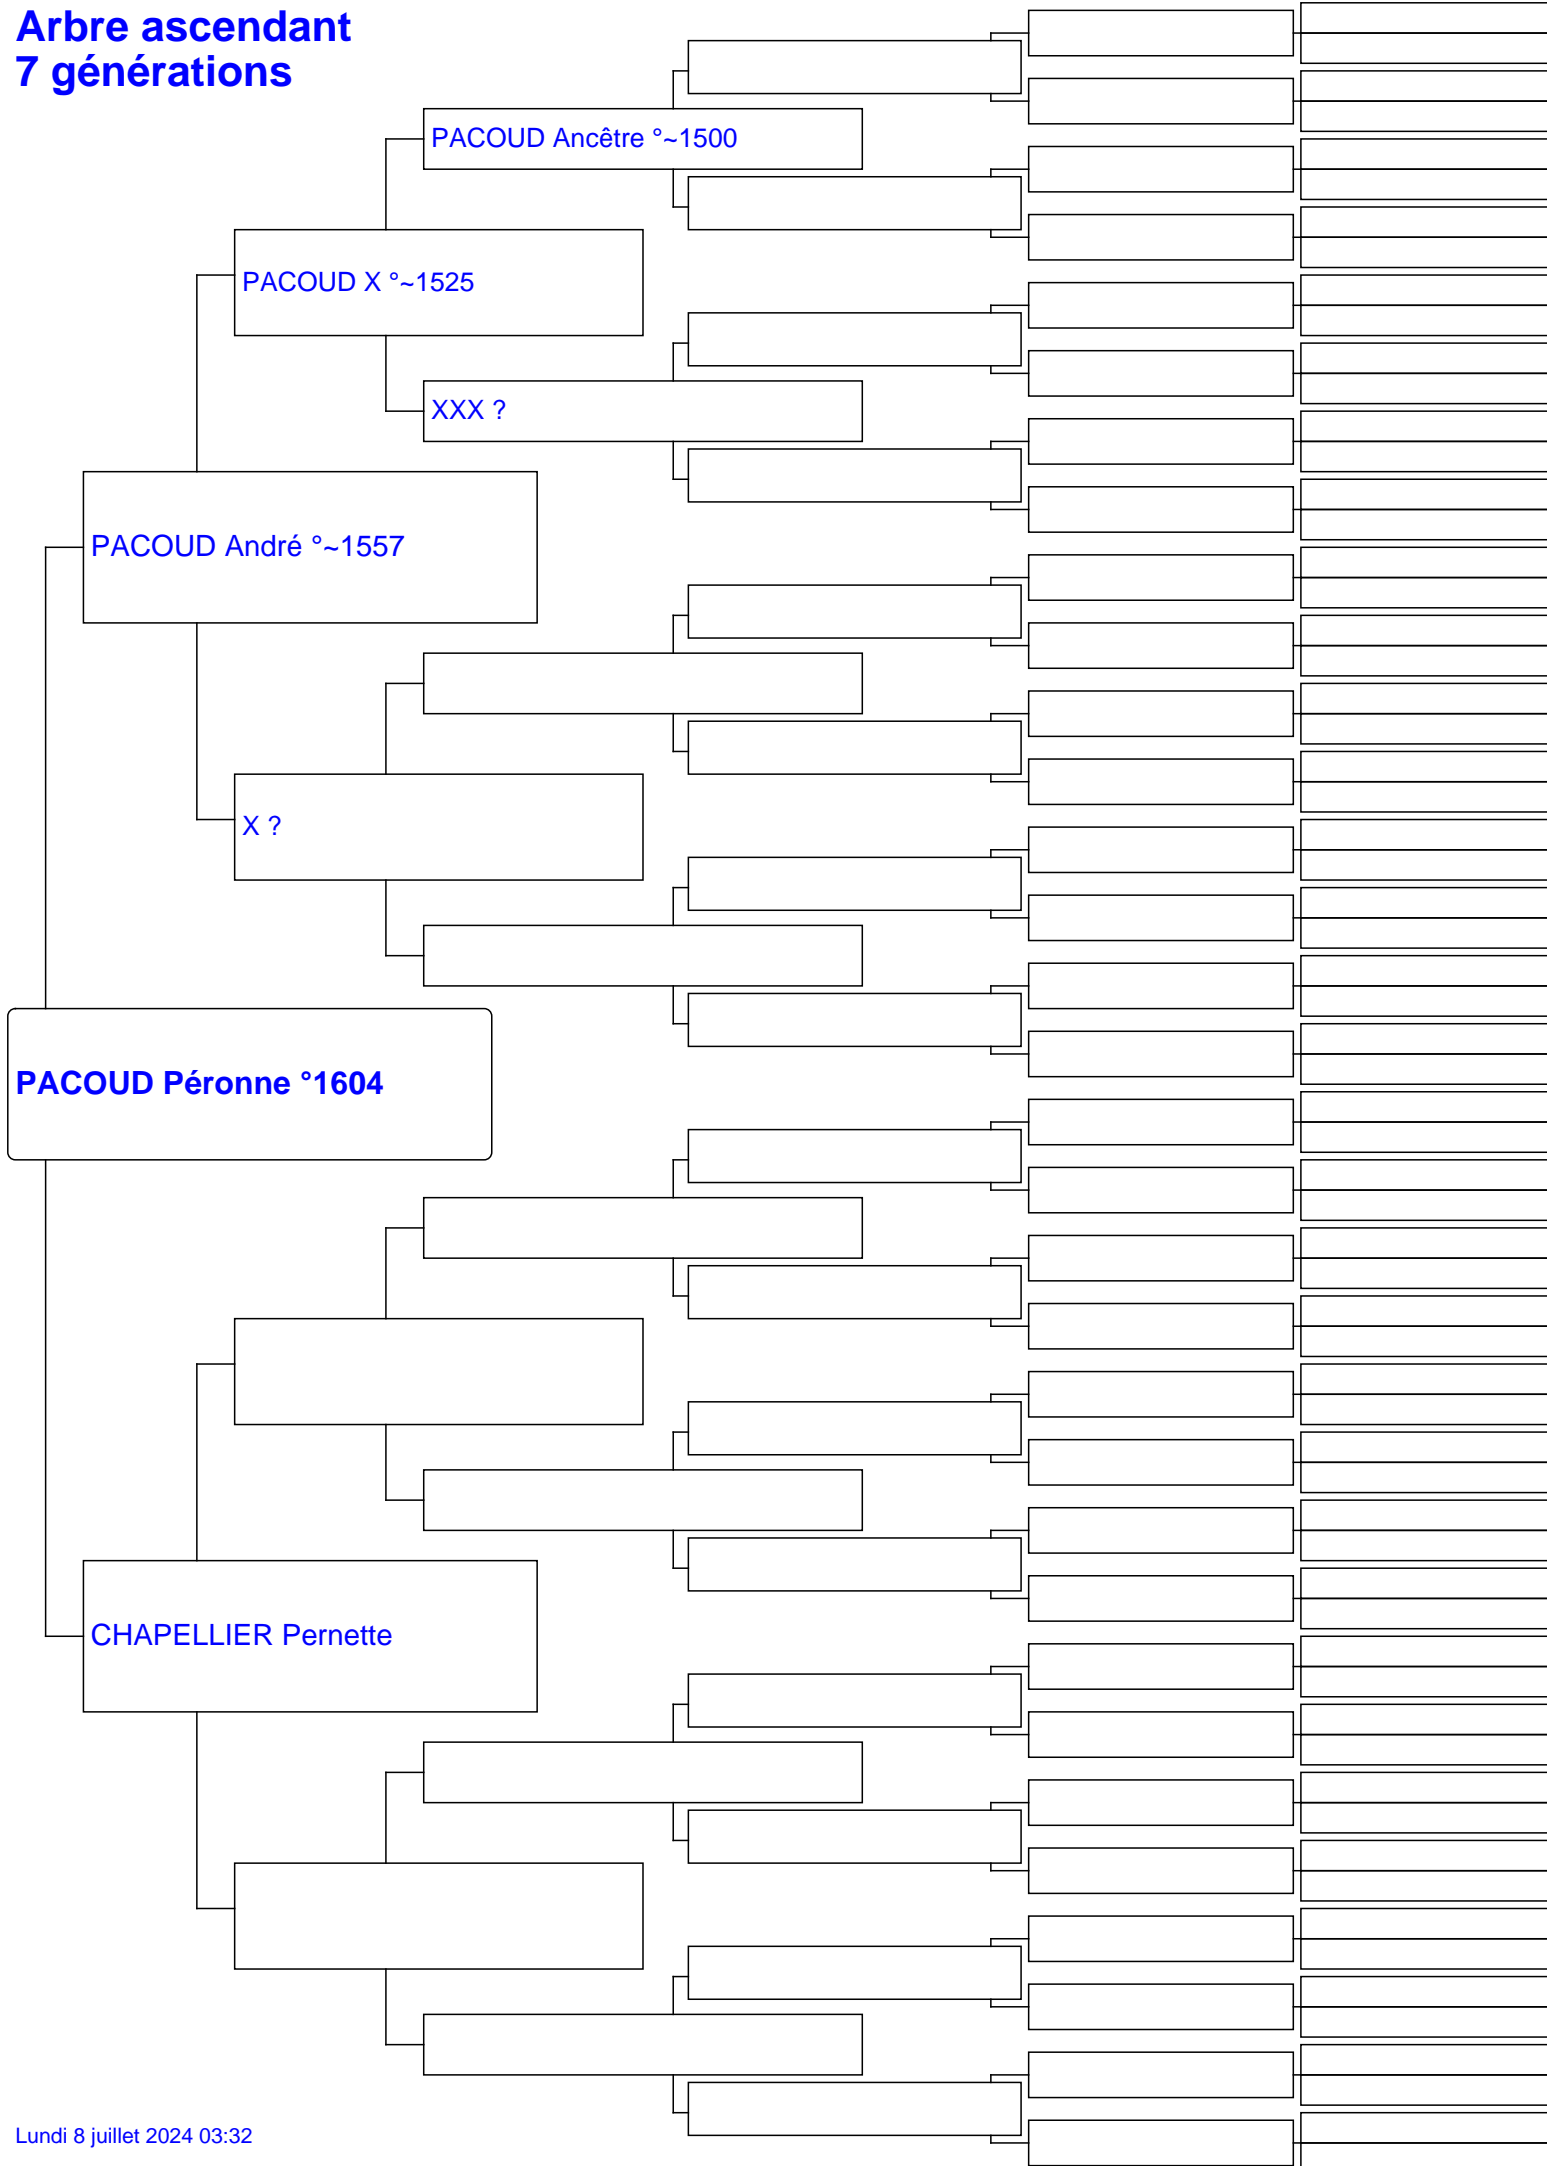 Arbre ascendant
7 générations
PACOUD Ancêtre °~1500
PACOUD X °~1525
XXX ?
PACOUD André °~1557
X ?
PACOUD Péronne °1604
CHAPELLIER Pernette
Lundi 8 juillet 2024 03:32